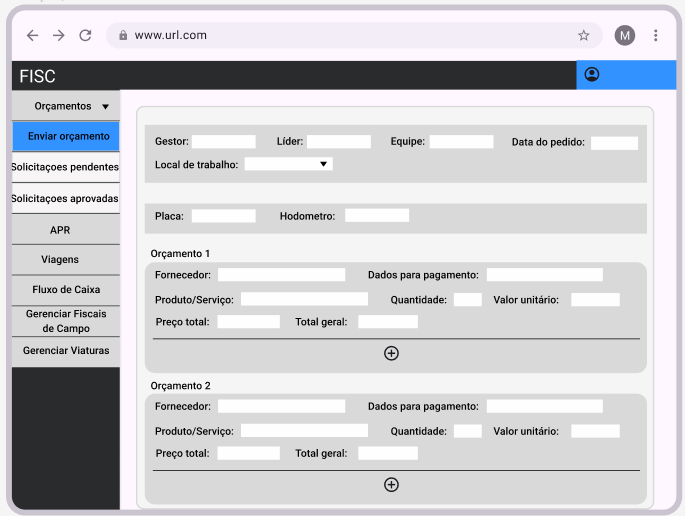 www.url.com
M
FISC
Orçamentos
Enviar orçamento
Solicitaçoes pendentes
Solicitaçoes aprovadas
APR
Viagens
Fluxo de Caixa
Gerenciar Fiscais
de Campo
Gerenciar Viaturas
Gestor: Líder: Equipe: Data do pedido:
Local de trabalho:
Placa: Hodometro:
Orçamento 1
Fornecedor: Dados para pagamento:
Produto/Serviço: Quantidade: Valor unitário:
Preço total: Total geral:
Orçamento 2
Fornecedor: Dados para pagamento:
Produto/Serviço: Quantidade: Valor unitário:
Preço total: Total geral: